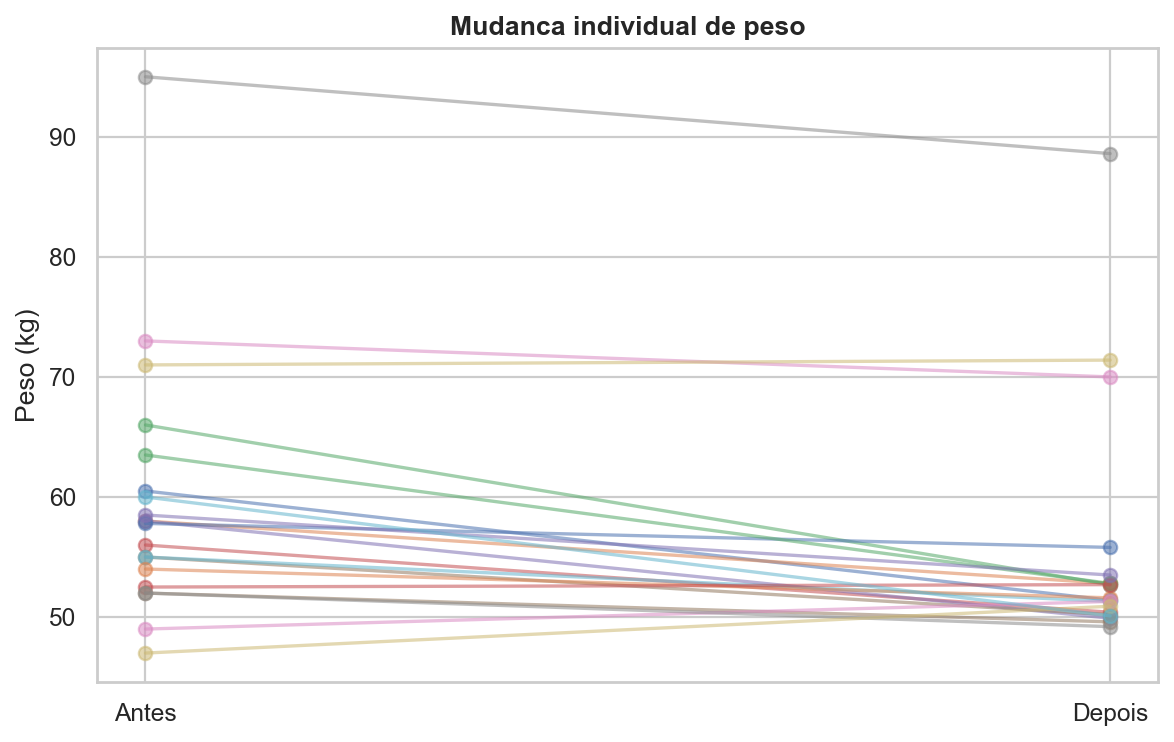 Mudanca individual de peso
Peso (kg)
90
80
70
60
50
Antes
Depois